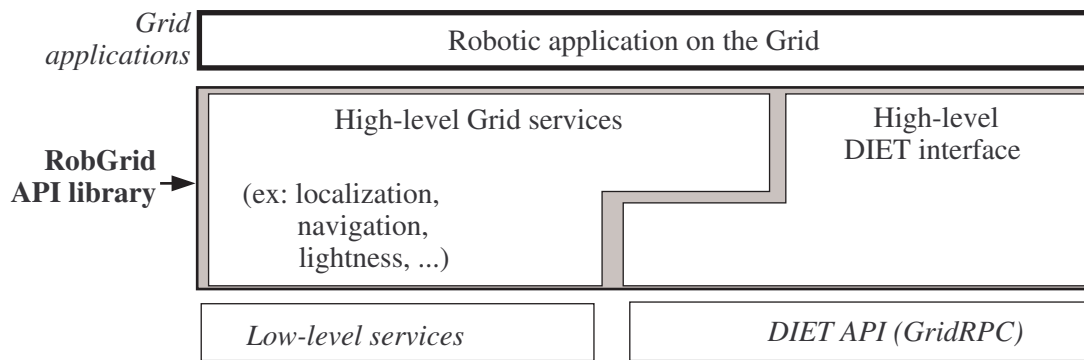 Grid
applications
Robotic application on the Grid
RobGrid
API library
High-level Grid services
(ex: localization,
navigation,
lightness, ...)
High-level
DIET interface
Low-level services
DIET API (GridRPC)